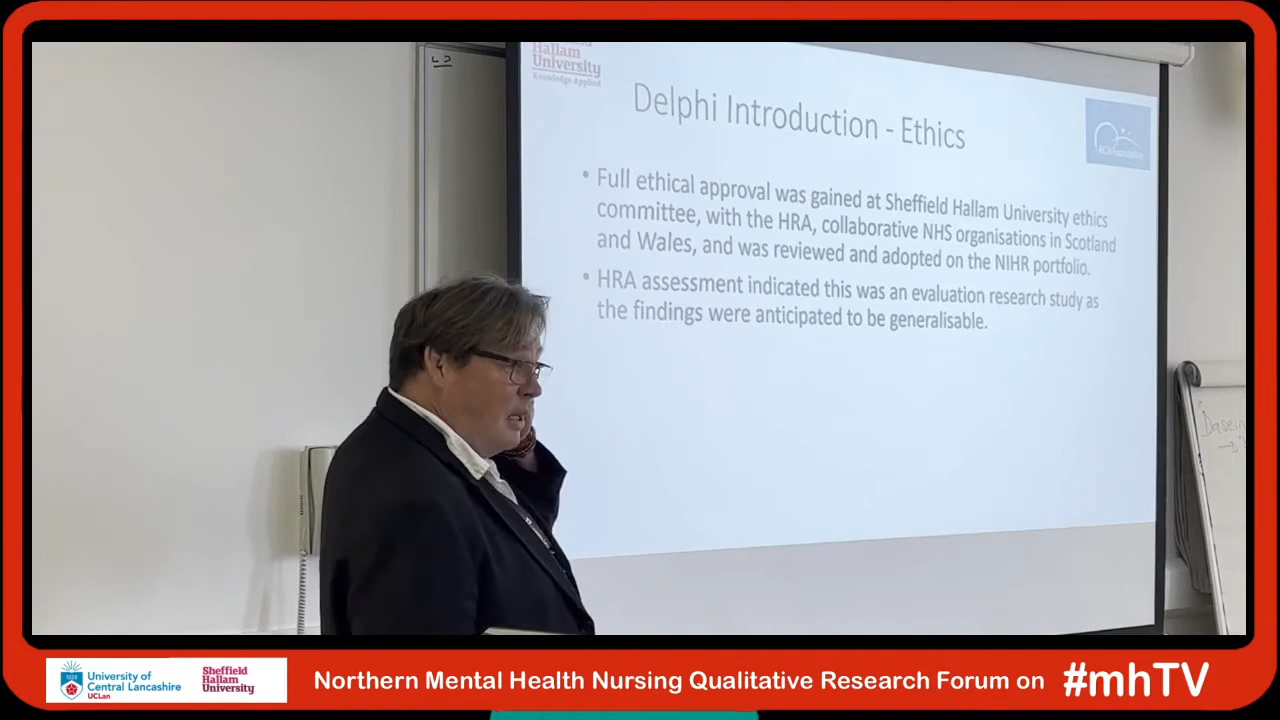 Hallam
University
Knowledge Applied
Delphi Introduction - Ethics
RCN Foundation
• Full ethical approval was gained at Sheffield Hallam University ethics
committee, with the HRA, collaborative NHS organisations in Scotland
and Wales, and was reviewed and adopted on the NIHR portfolio.
• HRA assessment indicated this was an evaluation research study as
the findings were anticipated to be generalisable.
University of
Central Lancashire
UCLan
Sheffield
Hallam
University
Northern Mental Health Nursing Qualitative Research Forum on #mhTV